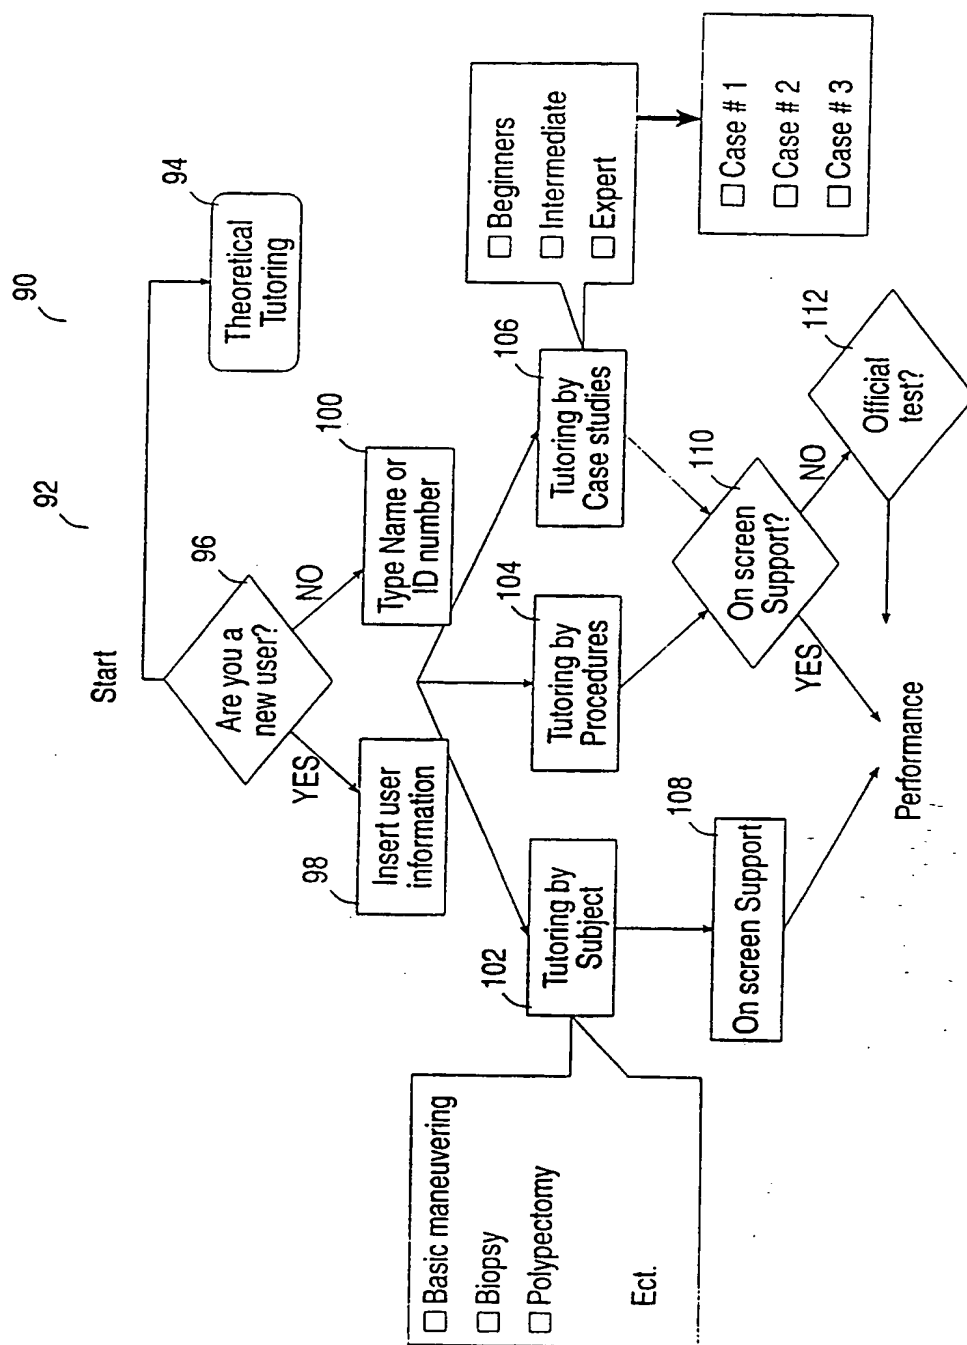 90
92
Start
94
Theoretical
Tutoring
96
Are you a
new user?
YES
NO
98
Insert user
information
100
Type Name or
ID number
102
Tutoring by
Subject
104
Tutoring by
Procedures
106
Tutoring by
Case studies
Basic maneuvering
Biopsy
Polypectomy
Ect.
Beginners
Intermediate
Expert
Case # 1
Case # 2
Case # 3
108
On screen Support
110
On screen
Support?
YES
NO
112
Official
test?
Performance